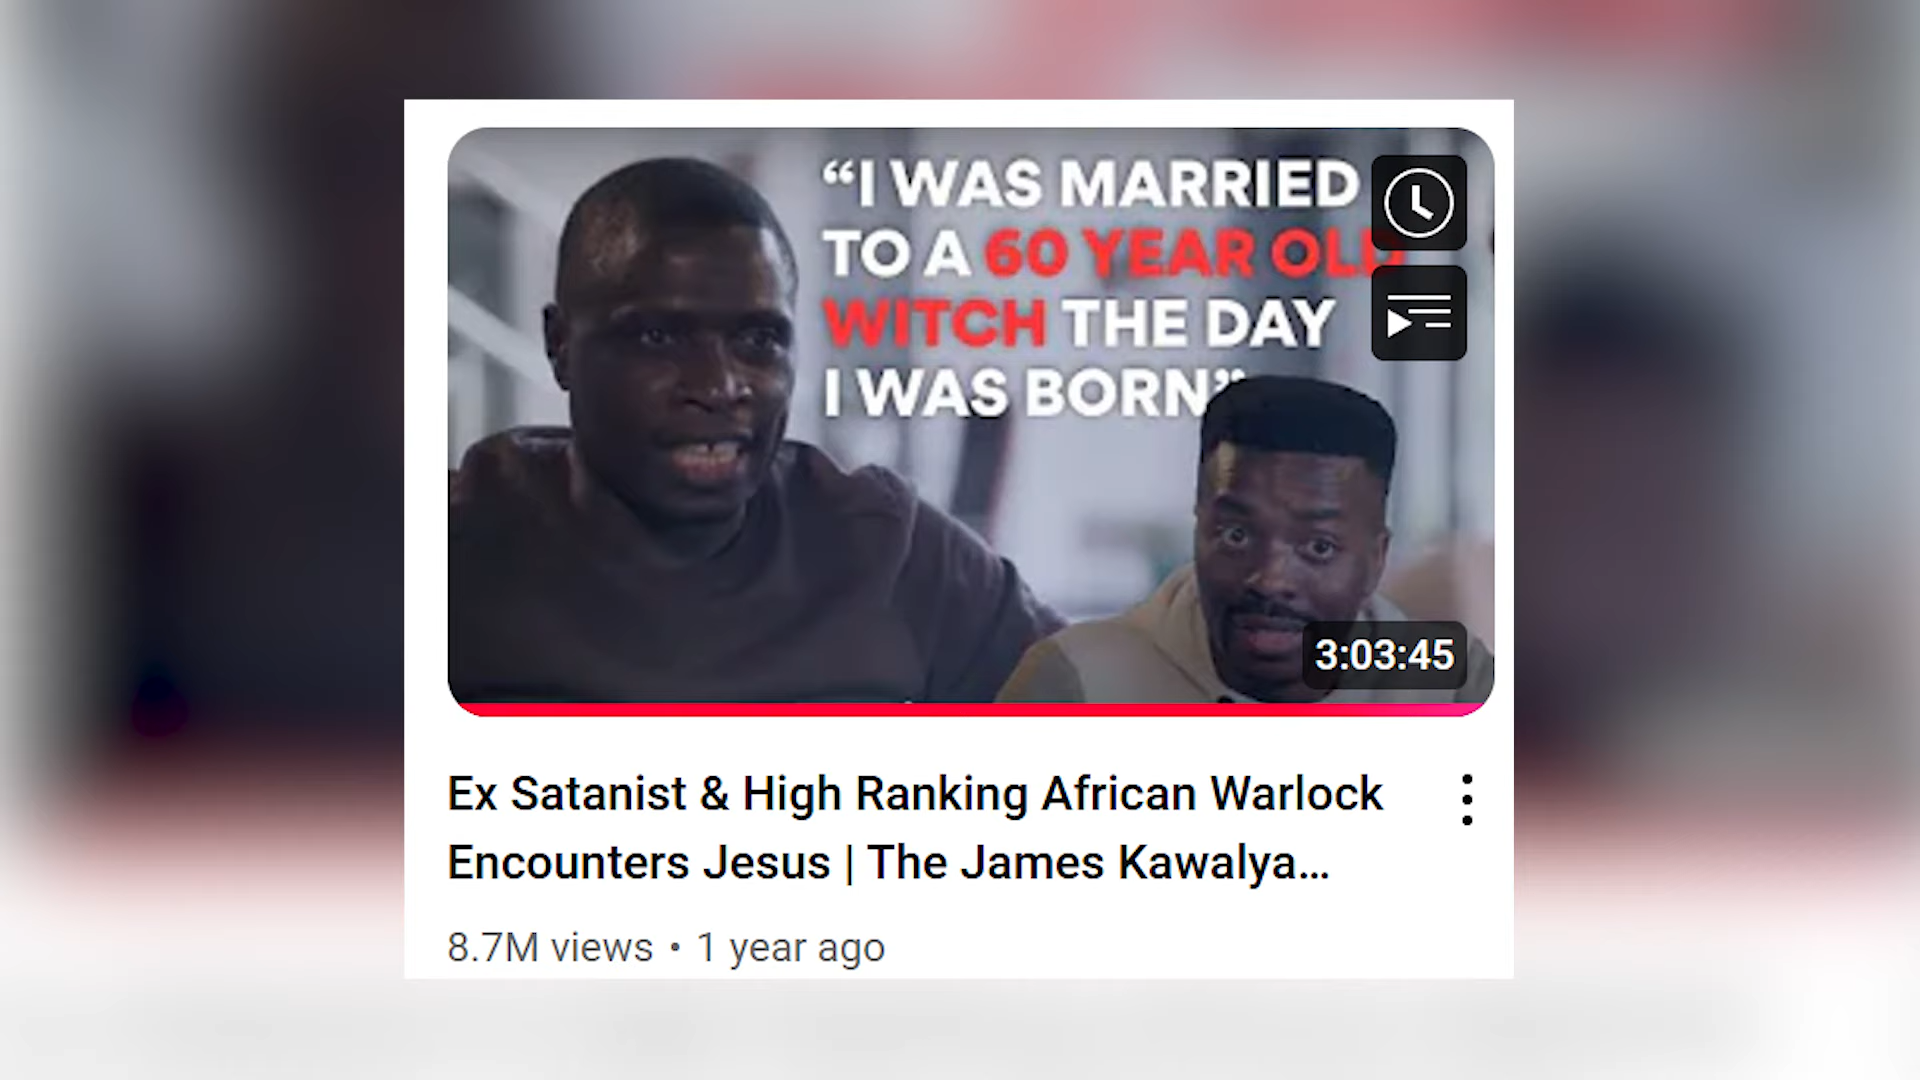 “I WAS MARRIED
TO A 60 YEAR OLD
WITCH THE DAY
I WAS BORN”
3:03:45
Ex Satanist & High Ranking African Warlock
Encounters Jesus | The James Kawalya...
8.7M views • 1 year ago